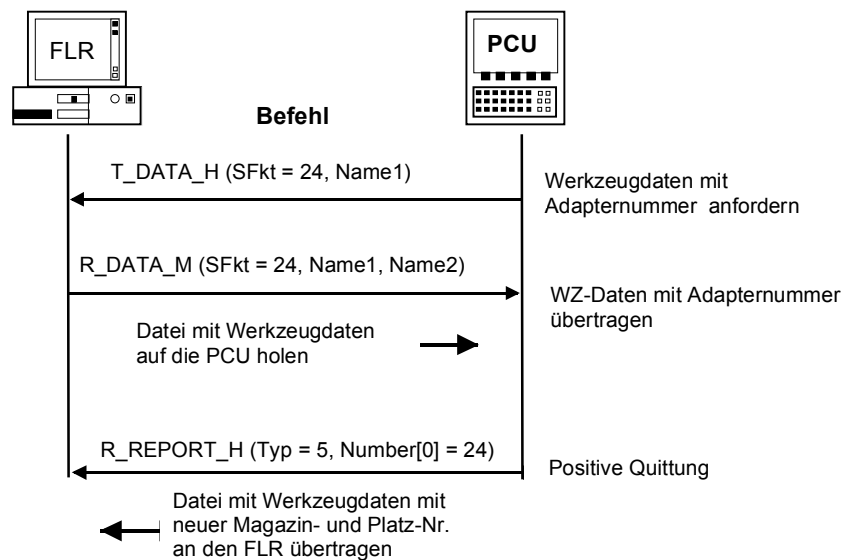 FLR
PCU
Befehl
T_DATA_H (SFkt = 24, Name1)
Werkzeugdaten mit
Adapternummer anfordern
R_DATA_M (SFkt = 24, Name1, Name2)
WZ-Daten mit Adapternummer
übertragen
Datei mit Werkzeugdaten
auf die PCU holen
R_REPORT_H (Typ = 5, Number[0] = 24)
Positive Quittung
Datei mit Werkzeugdaten mit
neuer Magazin- und Platz-Nr.
an den FLR übertragen